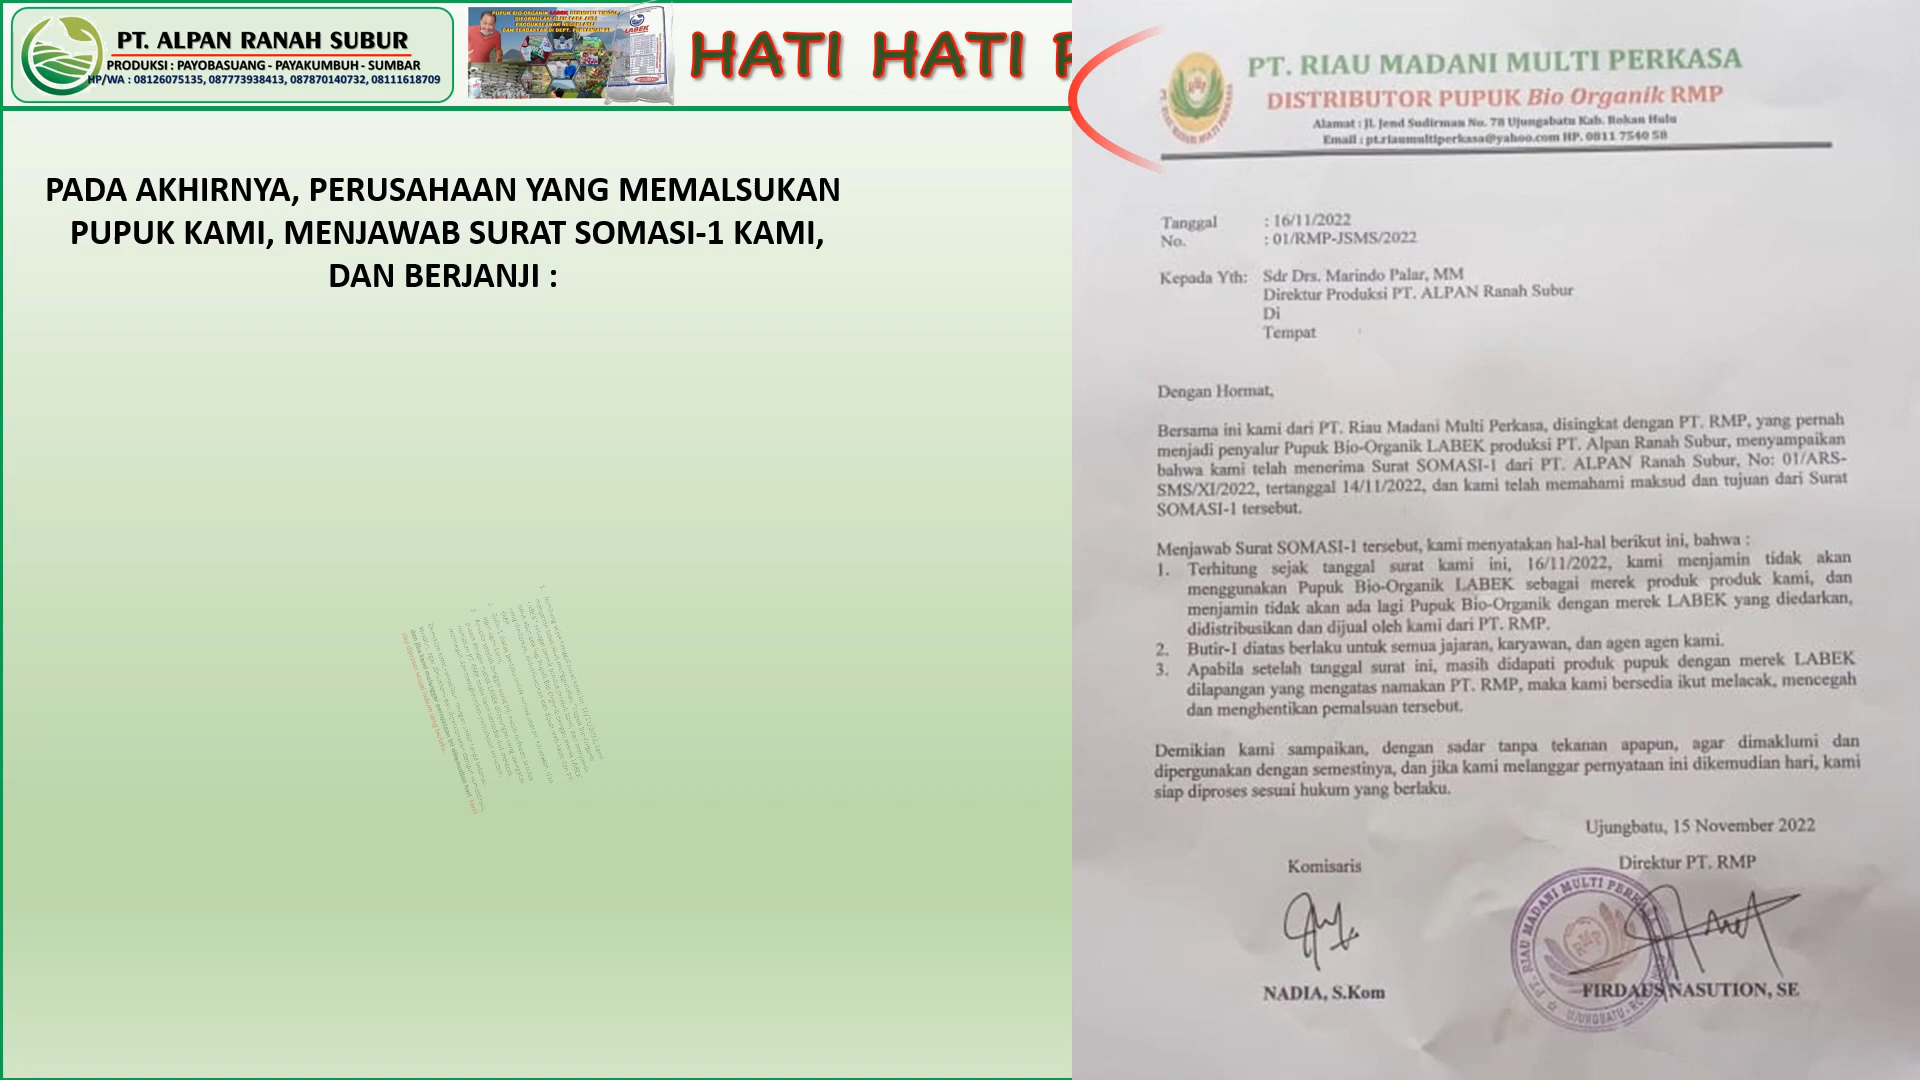 PT. ALPAN RANAH SUBUR
PRODUKSI : PAYOBASUANG - PAYAKUMBUH - SUMBAR
HP/WA : 08126075135, 087773938413, 087870140732, 08111618709
LABEK
HATI HATI
PADA AKHIRNYA, PERUSAHAAN YANG MEMALSUKAN
PUPUK KAMI, MENJAWAB SURAT SOMASI-1 KAMI,
DAN BERJANJI :
PT. RIAU MADANI MULTI PERKASA
DISTRIBUTOR PUPUK Bio Organik RMP
Alamat : Jl. Jend Sudirman No. 78 Ujungbatu Kab. Rokan Hulu
Email : pt.riaumultiperkasa@yahoo.com HP. 0811 7540 58
Tanggal : 16/11/2022
No. : 01/RMP-JSMS/2022
Kepada Yth: Sdr Drs. Marindo Palar, MM
Direktur Produksi PT. ALPAN Ranah Subur
Di
Tempat
Dengan Hormat,
Bersama ini kami dari PT. Riau Madani Multi Perkasa, disingkat dengan PT. RMP, yang pernah
menjadi penyalur Pupuk Bio-Organik LABEK produksi PT. Alpan Ranah Subur, menyampaikan
bahwa kami telah menerima Surat SOMASI-1 dari PT. ALPAN Ranah Subur, No: 01/ARS-
SMS/XI/2022, tertanggal 14/11/2022, dan kami telah memahami maksud dan tujuan dari Surat
SOMASI-1 tersebut.
Menjawab Surat SOMASI-1 tersebut, kami menyatakan hal-hal berikut ini, bahwa :
1. Terhitung sejak tanggal surat kami ini, 16/11/2022, kami menjamin tidak akan
menggunakan Pupuk Bio-Organik LABEK sebagai merek produk produk kami, dan
menjamin tidak akan ada lagi Pupuk Bio-Organik dengan merek LABEK yang diedarkan,
didistribusikan dan dijual oleh kami dari PT. RMP.
2. Butir-1 diatas berlaku untuk semua jajaran, karyawan, dan agen agen kami.
3. Apabila setelah tanggal surat ini, masih didapati produk pupuk dengan merek LABEK
dilapangan yang mengatas namakan PT. RMP, maka kami bersedia ikut melacak, mencegah
dan menghentikan pemalsuan tersebut.
Demikian kami sampaikan, dengan sadar tanpa tekanan apapun, agar dimaklumi dan
dipergunakan dengan semestinya, dan jika kami melanggar pernyataan ini dikemudian hari, kami
siap diproses sesuai hukum yang berlaku.
Ujungbatu, 15 November 2022
Komisaris
Direktur PT. RMP
NADIA, S.Kom
FIRDAUS NASUTION, SE